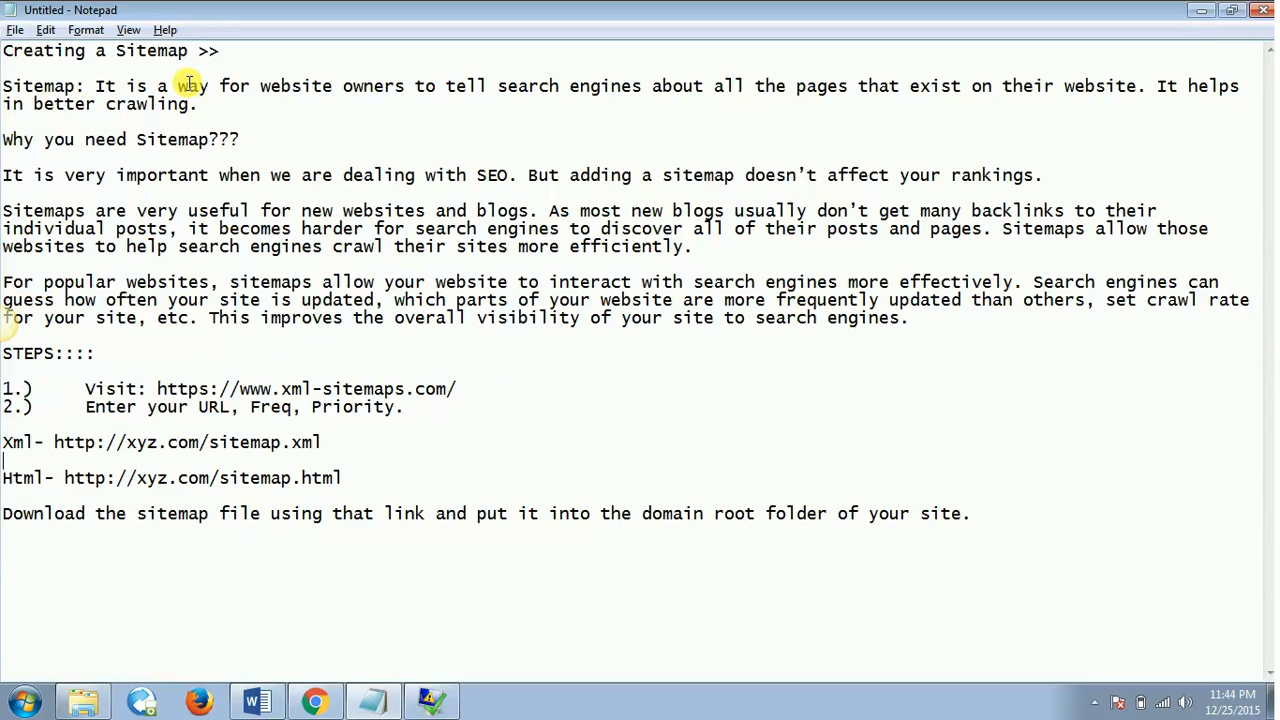 Untitled - Notepad
File Edit Format View Help
Creating a Sitemap >>
Sitemap: It is a way for website owners to tell search engines about all the pages that exist on their website. It helps
in better crawling.
Why you need Sitemap???
It is very important when we are dealing with SEO. But adding a sitemap doesn’t affect your rankings.
Sitemaps are very useful for new websites and blogs. As most new blogs usually don’t get many backlinks to their
individual posts, it becomes harder for search engines to discover all of their posts and pages. Sitemaps allow those
websites to help search engines crawl their sites more efficiently.
For popular websites, sitemaps allow your website to interact with search engines more effectively. Search engines can
guess how often your site is updated, which parts of your website are more frequently updated than others, set crawl rate
for your site, etc. This improves the overall visibility of your site to search engines.
STEPS::::
1.) Visit: https://www.xml-sitemaps.com/
2.) Enter your URL, Freq, Priority.
Xml- http://xyz.com/sitemap.xml
Html- http://xyz.com/sitemap.html
Download the sitemap file using that link and put it into the domain root folder of your site.
11:44 PM
12/25/2015